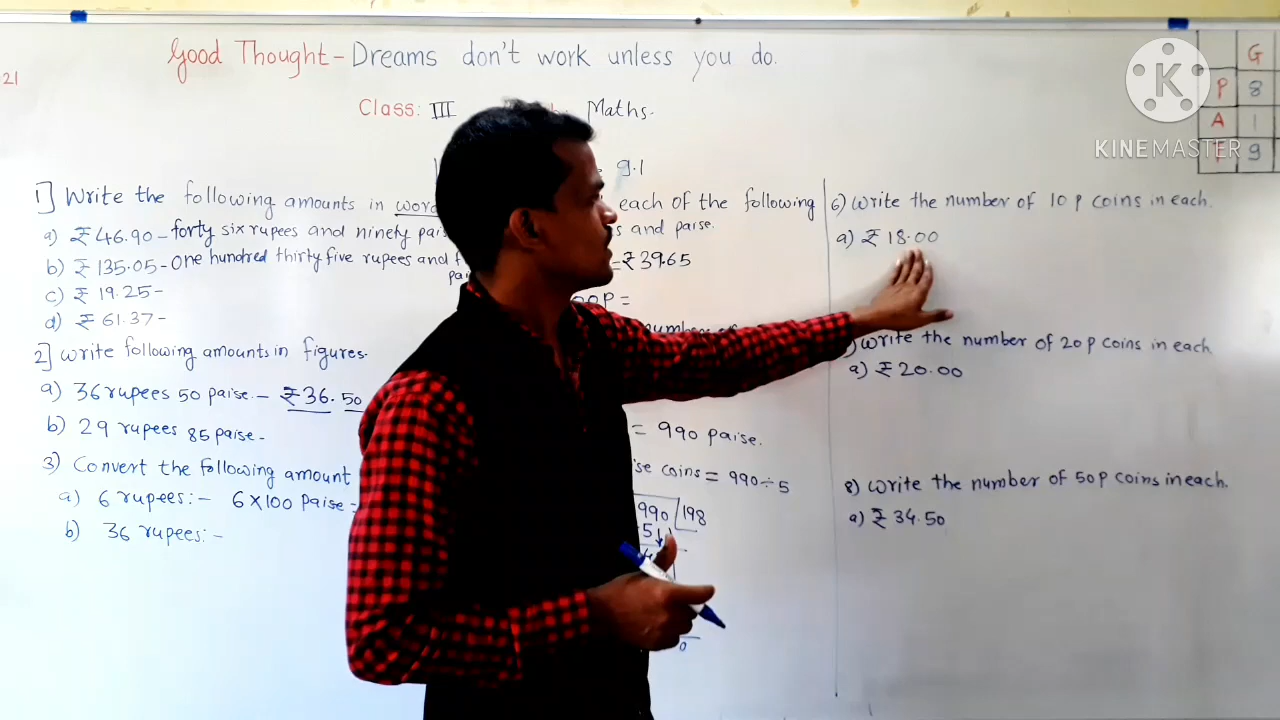 Good Thought - Dreams don't work unless you do.
21
Class: III Maths.
9.1
1] Write the following amounts in
a) ₹46.90 - forty six rupees and ninety
b) ₹135.05 - One hundred thirty five rupees and
c) ₹ 19.25 -
d) ₹ 61.37 -
2] write following amounts in figures.
a) 36 rupees 50 paise. - ₹36.50
b) 29 rupees 85 paise -
3) Convert the following amount
a) 6 rupees:- 6×100 paise =
b) 36 rupees:-
each of the following
and paise.
= ₹39.65
00P =
= 990 paise.
coins = 990÷5
990 198
5
0
6) Write the number of 10 p coins in each.
a) ₹ 18.00
write the number of 20p coins in each.
a) ₹20.00
8) Write the number of 50p coins in each.
a) ₹ 34.50
G
P 8
A 1
9
K
KINEMASTER